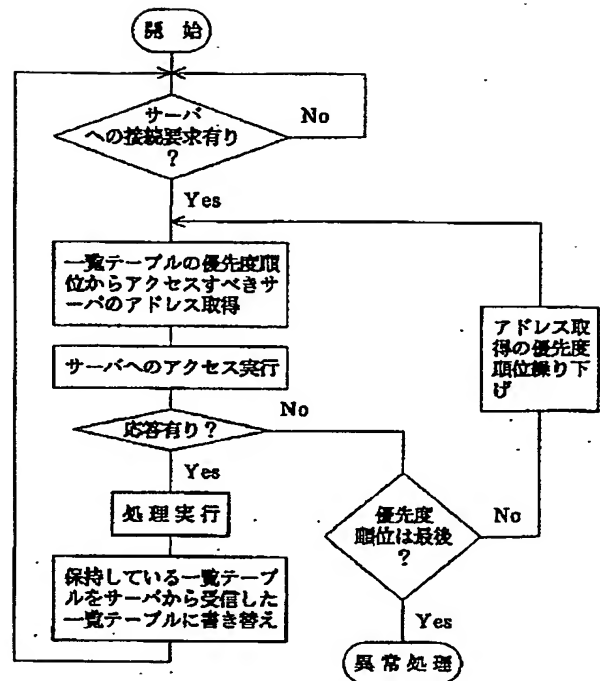 開 始
サーバ
への接続要求有り
?
No
Yes
一覧テーブルの優先度順
位からアクセスすべきサ
ーバのアドレス取得
アドレス取
得の優先度
順位繰り下
げ
サーバへのアクセス実行
応答有り?
No
Yes
処 理 実 行
優先度
順位は最後
?
No
保持している一覧テーブ
ルをサーバから受信した
一覧テーブルに書き替え
Yes
異 常 処 理